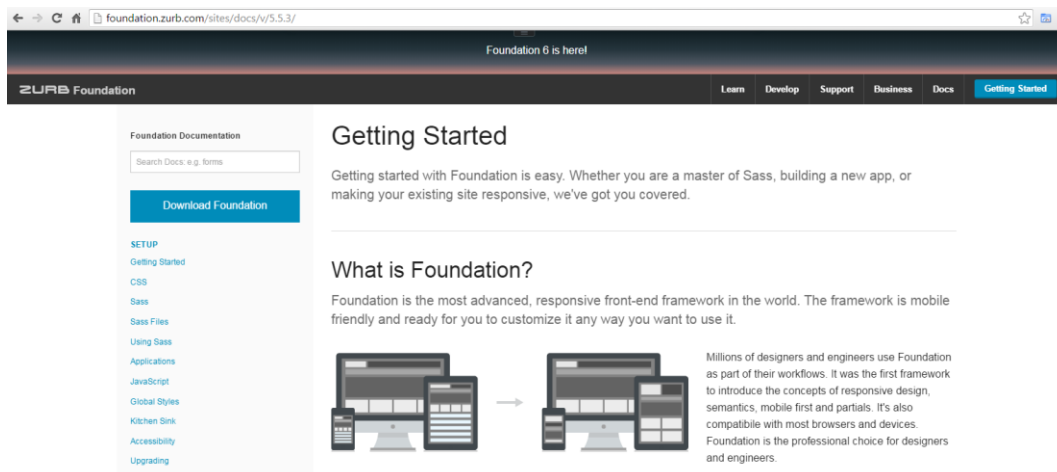 foundation.zurb.com/sites/docs/v/5.5.3/
Foundation 6 is here!
ZURB Foundation
Learn Develop Support Business Docs Getting Started
Foundation Documentation
Search Docs: e.g. forms
Download Foundation
SETUP
Getting Started
CSS
Sass
Sass Files
Using Sass
Applications
JavaScript
Global Styles
Kitchen Sink
Accessibility
Upgrading
Getting Started
Getting started with Foundation is easy. Whether you are a master of Sass, building a new app, or
making your existing site responsive, we've got you covered.
What is Foundation?
Foundation is the most advanced, responsive front-end framework in the world. The framework is mobile
friendly and ready for you to customize it any way you want to use it.
Millions of designers and engineers use Foundation
as part of their workflows. It was the first framework
to introduce the concepts of responsive design,
semantics, mobile first and partials. It's also
compatibile with most browsers and devices.
Foundation is the professional choice for designers
and engineers.